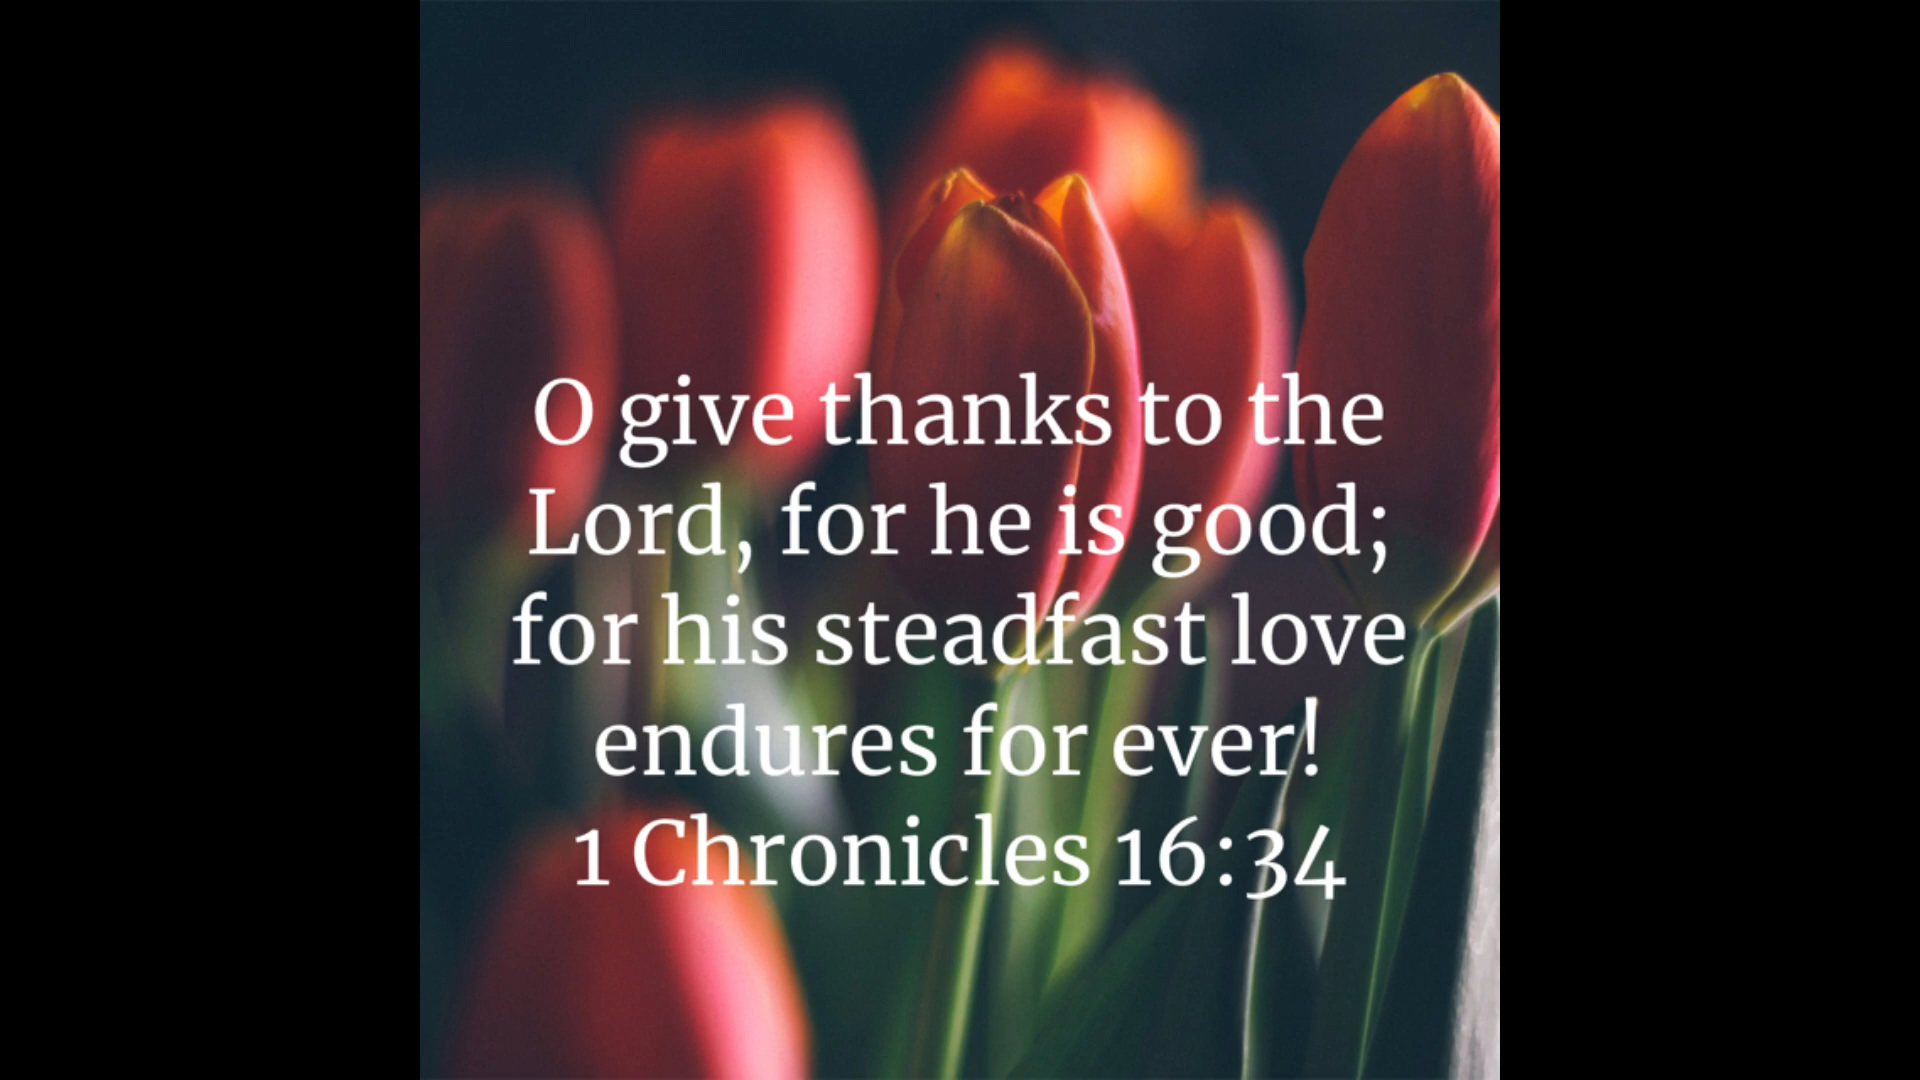 O give thanks to the
Lord, for he is good;
for his steadfast love
endures for ever!
1 Chronicles 16:34